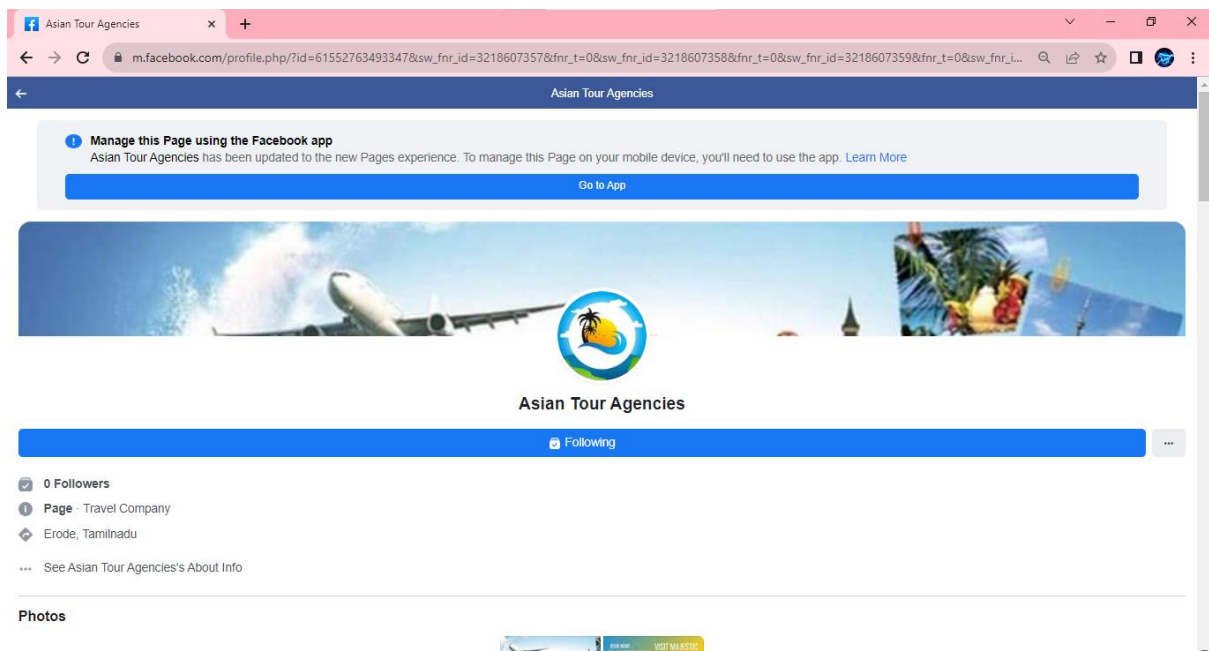 Asian Tour Agencies
m.facebook.com/profile.php/?id=61552763493347&sw_fnr_id=3218607357&fnr_t=0&sw_fnr_id=3218607358&fnr_t=0&sw_fnr_id=3218607359&fnr_t=0&sw_fnr_i...
Asian Tour Agencies
Manage this Page using the Facebook app
Asian Tour Agencies has been updated to the new Pages experience. To manage this Page on your mobile device, you'll need to use the app. Learn More
Go to App
Asian Tour Agencies
Following
0 Followers
Page · Travel Company
Erode, Tamilnadu
See Asian Tour Agencies's About Info
Photos
BOOK NOW
VISIT MAJESTIC